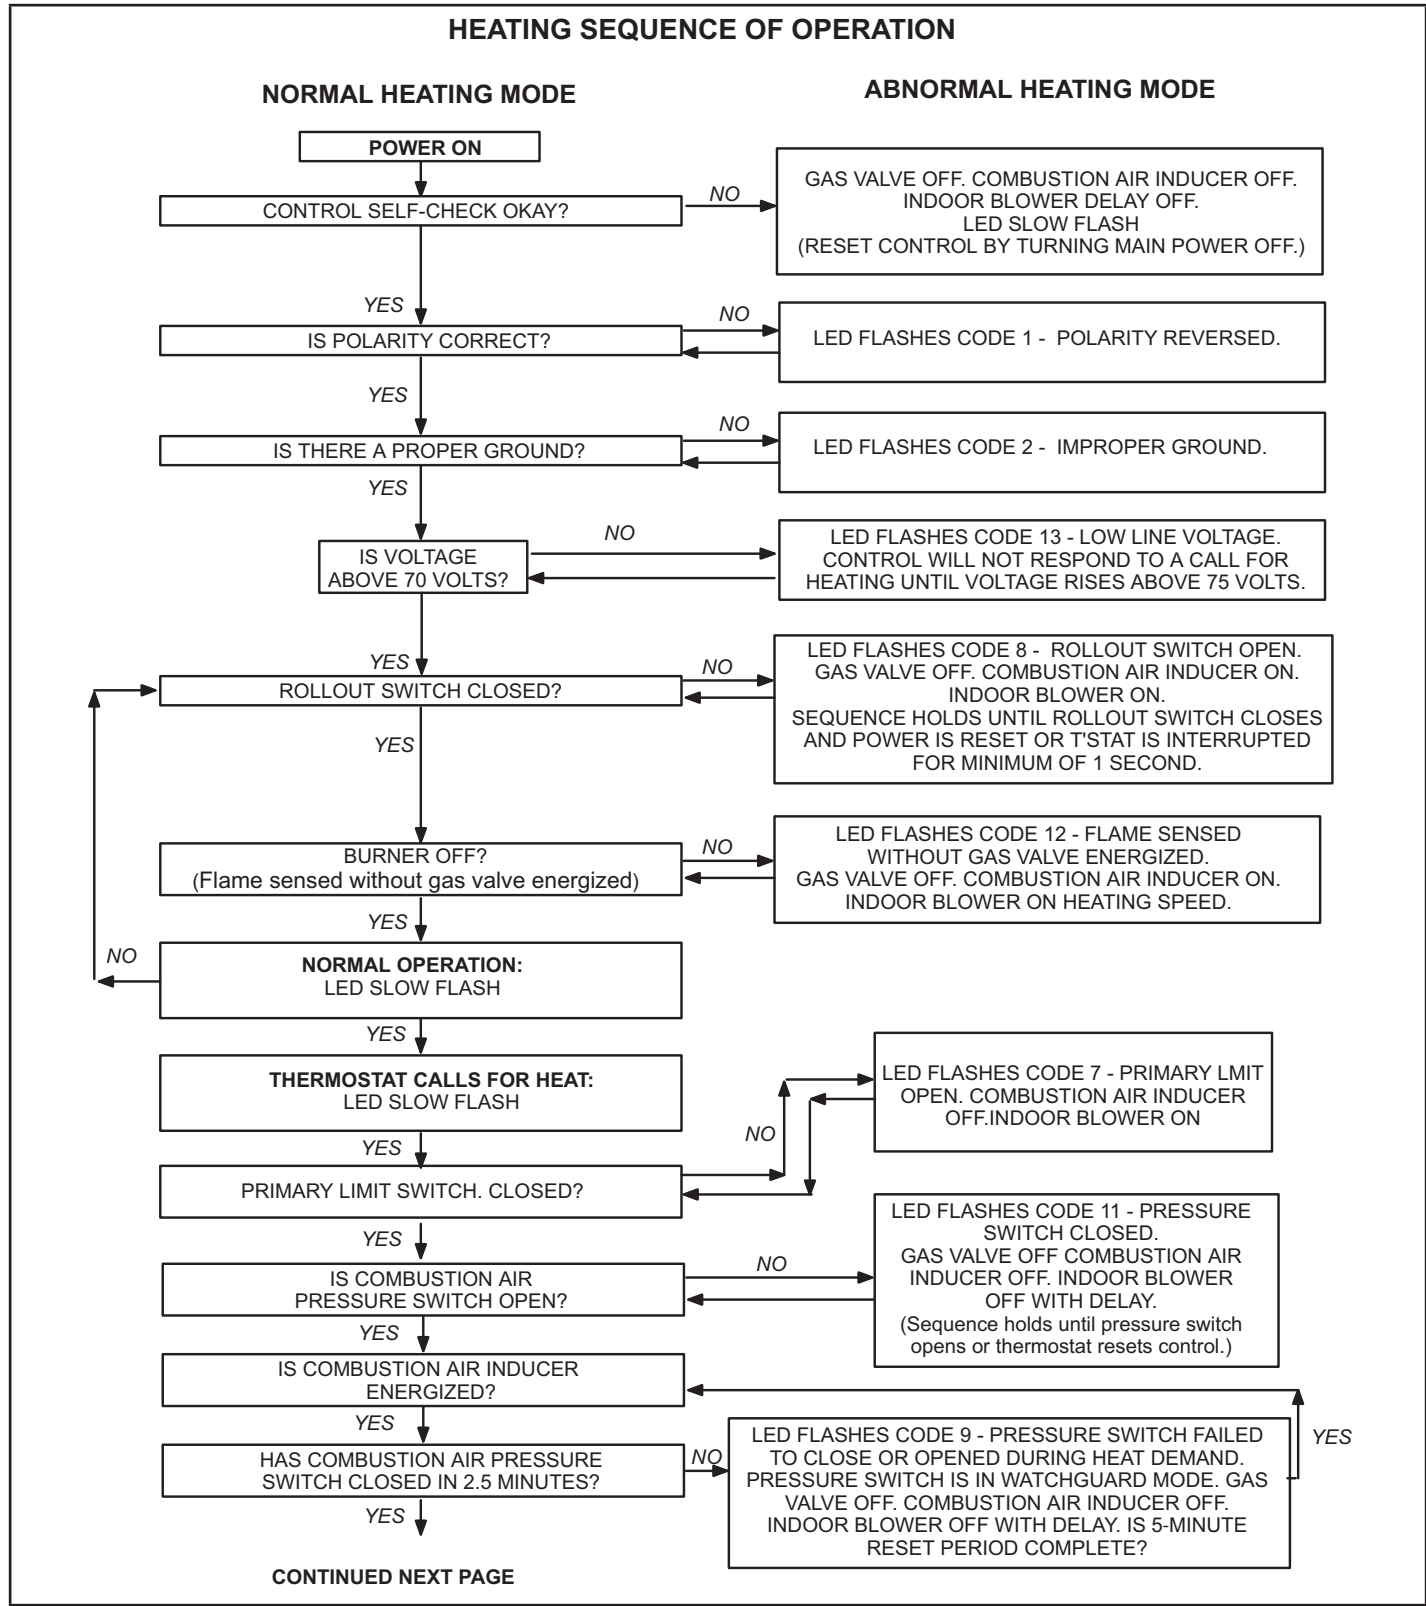 HEATING SEQUENCE OF OPERATION
NORMAL HEATING MODE
ABNORMAL HEATING MODE
POWER ON
CONTROL SELF-CHECK OKAY?
NO
GAS VALVE OFF. COMBUSTION AIR INDUCER OFF.
INDOOR BLOWER DELAY OFF.
LED SLOW FLASH
(RESET CONTROL BY TURNING MAIN POWER OFF.)
YES
IS POLARITY CORRECT?
NO
LED FLASHES CODE 1 - POLARITY REVERSED.
YES
IS THERE A PROPER GROUND?
NO
LED FLASHES CODE 2 - IMPROPER GROUND.
YES
IS VOLTAGE
ABOVE 70 VOLTS?
NO
LED FLASHES CODE 13 - LOW LINE VOLTAGE.
CONTROL WILL NOT RESPOND TO A CALL FOR
HEATING UNTIL VOLTAGE RISES ABOVE 75 VOLTS.
YES
ROLLOUT SWITCH CLOSED?
NO
LED FLASHES CODE 8 - ROLLOUT SWITCH OPEN.
GAS VALVE OFF. COMBUSTION AIR INDUCER ON.
INDOOR BLOWER ON.
SEQUENCE HOLDS UNTIL ROLLOUT SWITCH CLOSES
AND POWER IS RESET OR T'STAT IS INTERRUPTED
FOR MINIMUM OF 1 SECOND.
YES
BURNER OFF?
(Flame sensed without gas valve energized)
NO
LED FLASHES CODE 12 - FLAME SENSED
WITHOUT GAS VALVE ENERGIZED.
GAS VALVE OFF. COMBUSTION AIR INDUCER ON.
INDOOR BLOWER ON HEATING SPEED.
YES
NO
NORMAL OPERATION:
LED SLOW FLASH
YES
THERMOSTAT CALLS FOR HEAT:
LED SLOW FLASH
LED FLASHES CODE 7 - PRIMARY LMIT
OPEN. COMBUSTION AIR INDUCER
OFF.INDOOR BLOWER ON
NO
YES
PRIMARY LIMIT SWITCH. CLOSED?
YES
IS COMBUSTION AIR
PRESSURE SWITCH OPEN?
NO
LED FLASHES CODE 11 - PRESSURE
SWITCH CLOSED.
GAS VALVE OFF COMBUSTION AIR
INDUCER OFF. INDOOR BLOWER
OFF WITH DELAY.
(Sequence holds until pressure switch
opens or thermostat resets control.)
YES
IS COMBUSTION AIR INDUCER
ENERGIZED?
YES
HAS COMBUSTION AIR PRESSURE
SWITCH CLOSED IN 2.5 MINUTES?
NO
LED FLASHES CODE 9 - PRESSURE SWITCH FAILED
TO CLOSE OR OPENED DURING HEAT DEMAND.
PRESSURE SWITCH IS IN WATCHGUARD MODE. GAS
VALVE OFF. COMBUSTION AIR INDUCER OFF.
INDOOR BLOWER OFF WITH DELAY. IS 5-MINUTE
RESET PERIOD COMPLETE?
YES
YES
CONTINUED NEXT PAGE